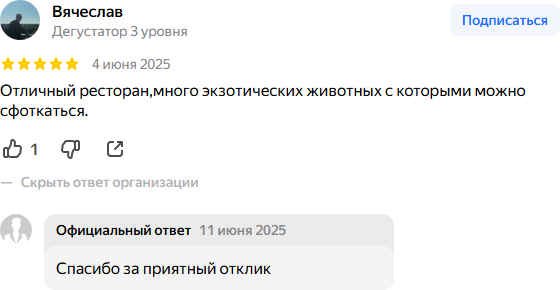 Вячеслав
Подписаться
Дегустатор 3 уровня
4 июня 2025
Отличный ресторан,много экзотических животных с которыми можно
сфоткаться.
1
— Скрыть ответ организации
Официальный ответ 11 июня 2025
Спасибо за приятный отклик